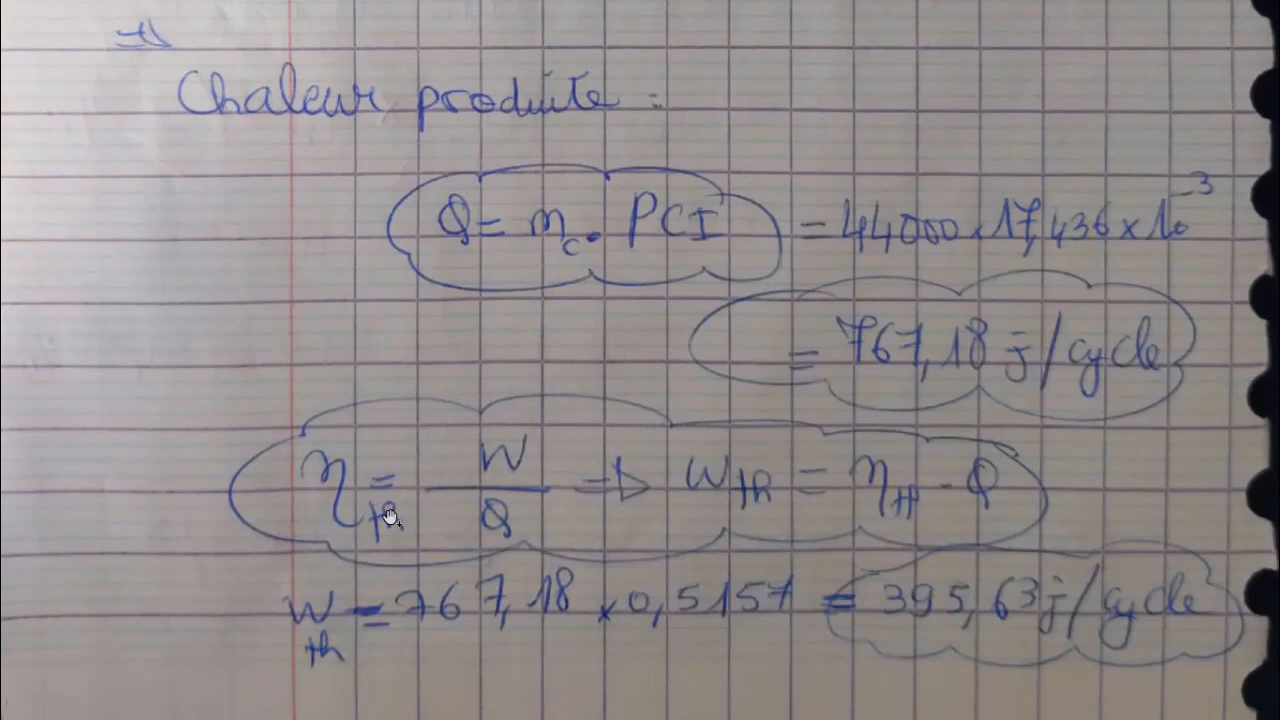 ⇒
Chaleur produite :
Q = m_c . PCI = 44000 x 17,436 x 10^-3
= 767,18 j/cycle
η_th = W/Q => W_th = η_th . Q
W_th = 767,18 x 0,5157 = 395,63 j/cycle